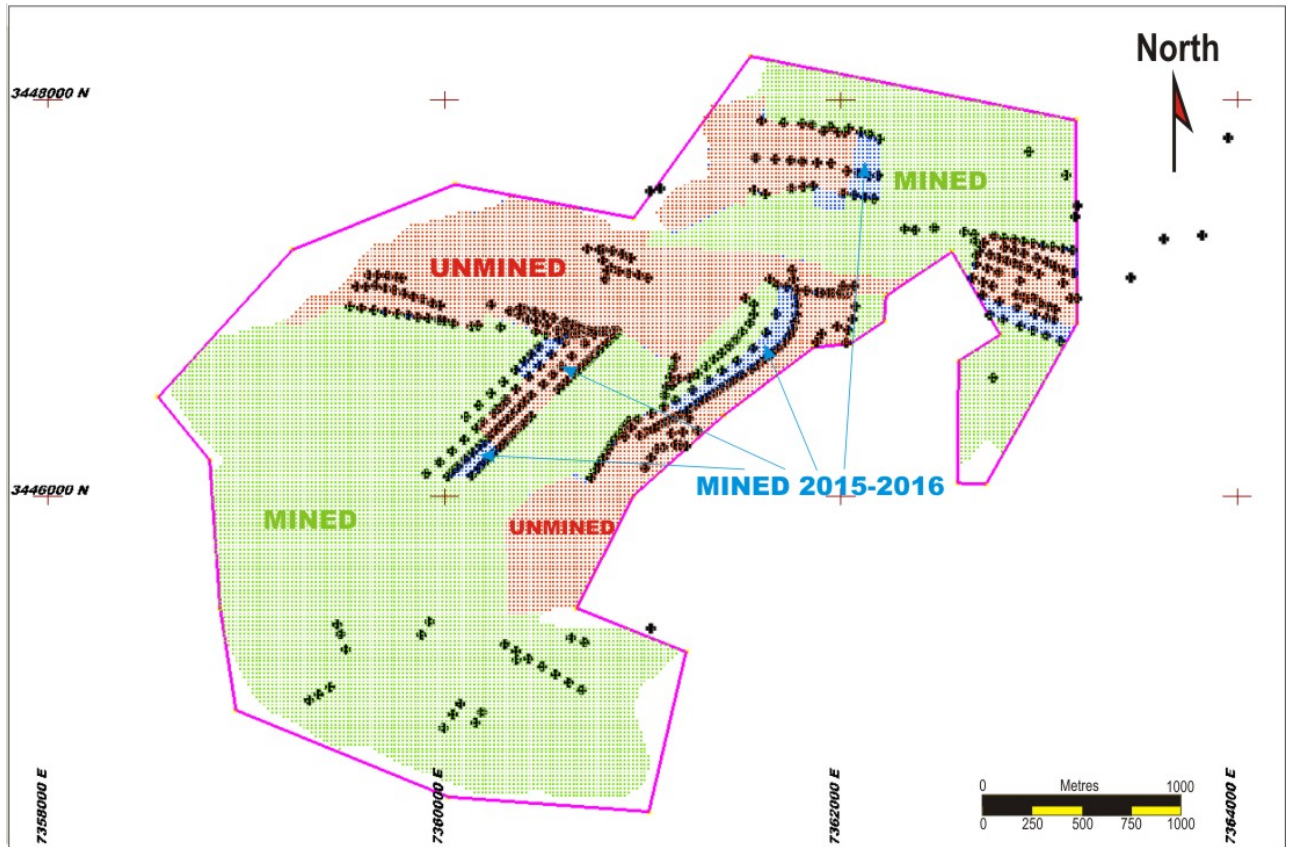 North
3448000 N
MINED
UNMINED
MINED 2015-2016
3446000 N
MINED
UNMINED
7358000 E
7360000 E
7362000 E
7364000 E
0 Metres 1000
0 250 500 750 1000